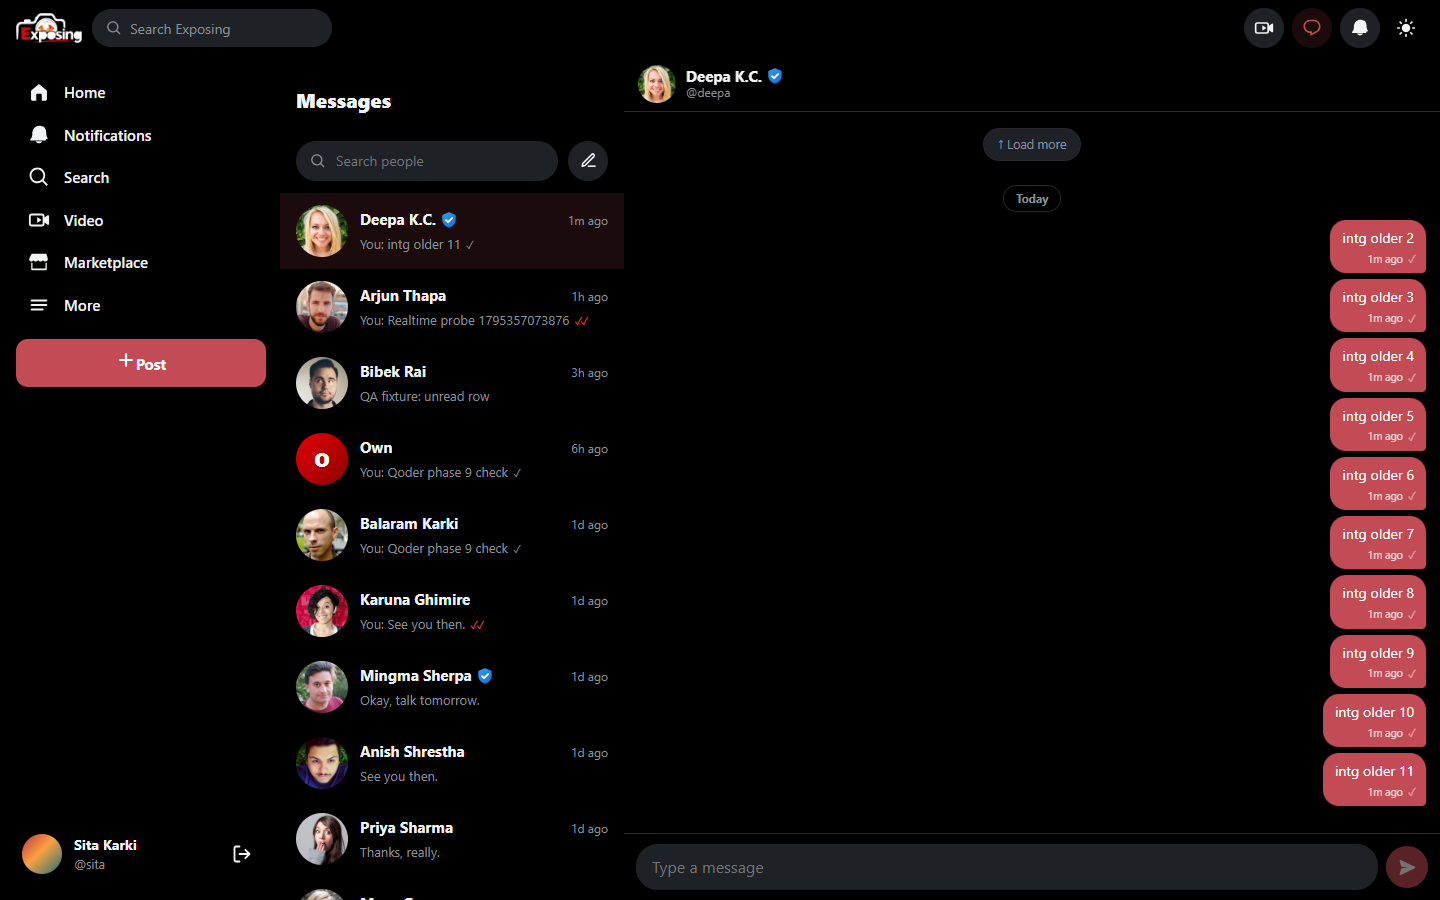 Exposing
Search Exposing
Home
Notifications
Search
Video
Marketplace
More
+ Post
Sita Karki
@sita
Messages
Search people
Deepa K.C.
1m ago
You: intg older 11 ✓
Arjun Thapa
1h ago
You: Realtime probe 1795357073876 ✓✓
Bibek Rai
3h ago
QA fixture: unread row
O
Own
6h ago
You: Qoder phase 9 check ✓
Balaram Karki
1d ago
You: Qoder phase 9 check ✓
Karuna Ghimire
1d ago
You: See you then. ✓✓
Mingma Sherpa
1d ago
Okay, talk tomorrow.
Anish Shrestha
1d ago
See you then.
Priya Sharma
1d ago
Thanks, really.
Deepa K.C.
@deepa
↑ Load more
Today
intg older 2
1m ago ✓
intg older 3
1m ago ✓
intg older 4
1m ago ✓
intg older 5
1m ago ✓
intg older 6
1m ago ✓
intg older 7
1m ago ✓
intg older 8
1m ago ✓
intg older 9
1m ago ✓
intg older 10
1m ago ✓
intg older 11
1m ago ✓
Type a message